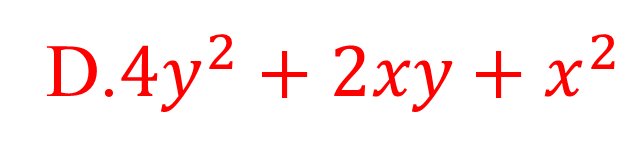 D.4y² + 2xy + x²